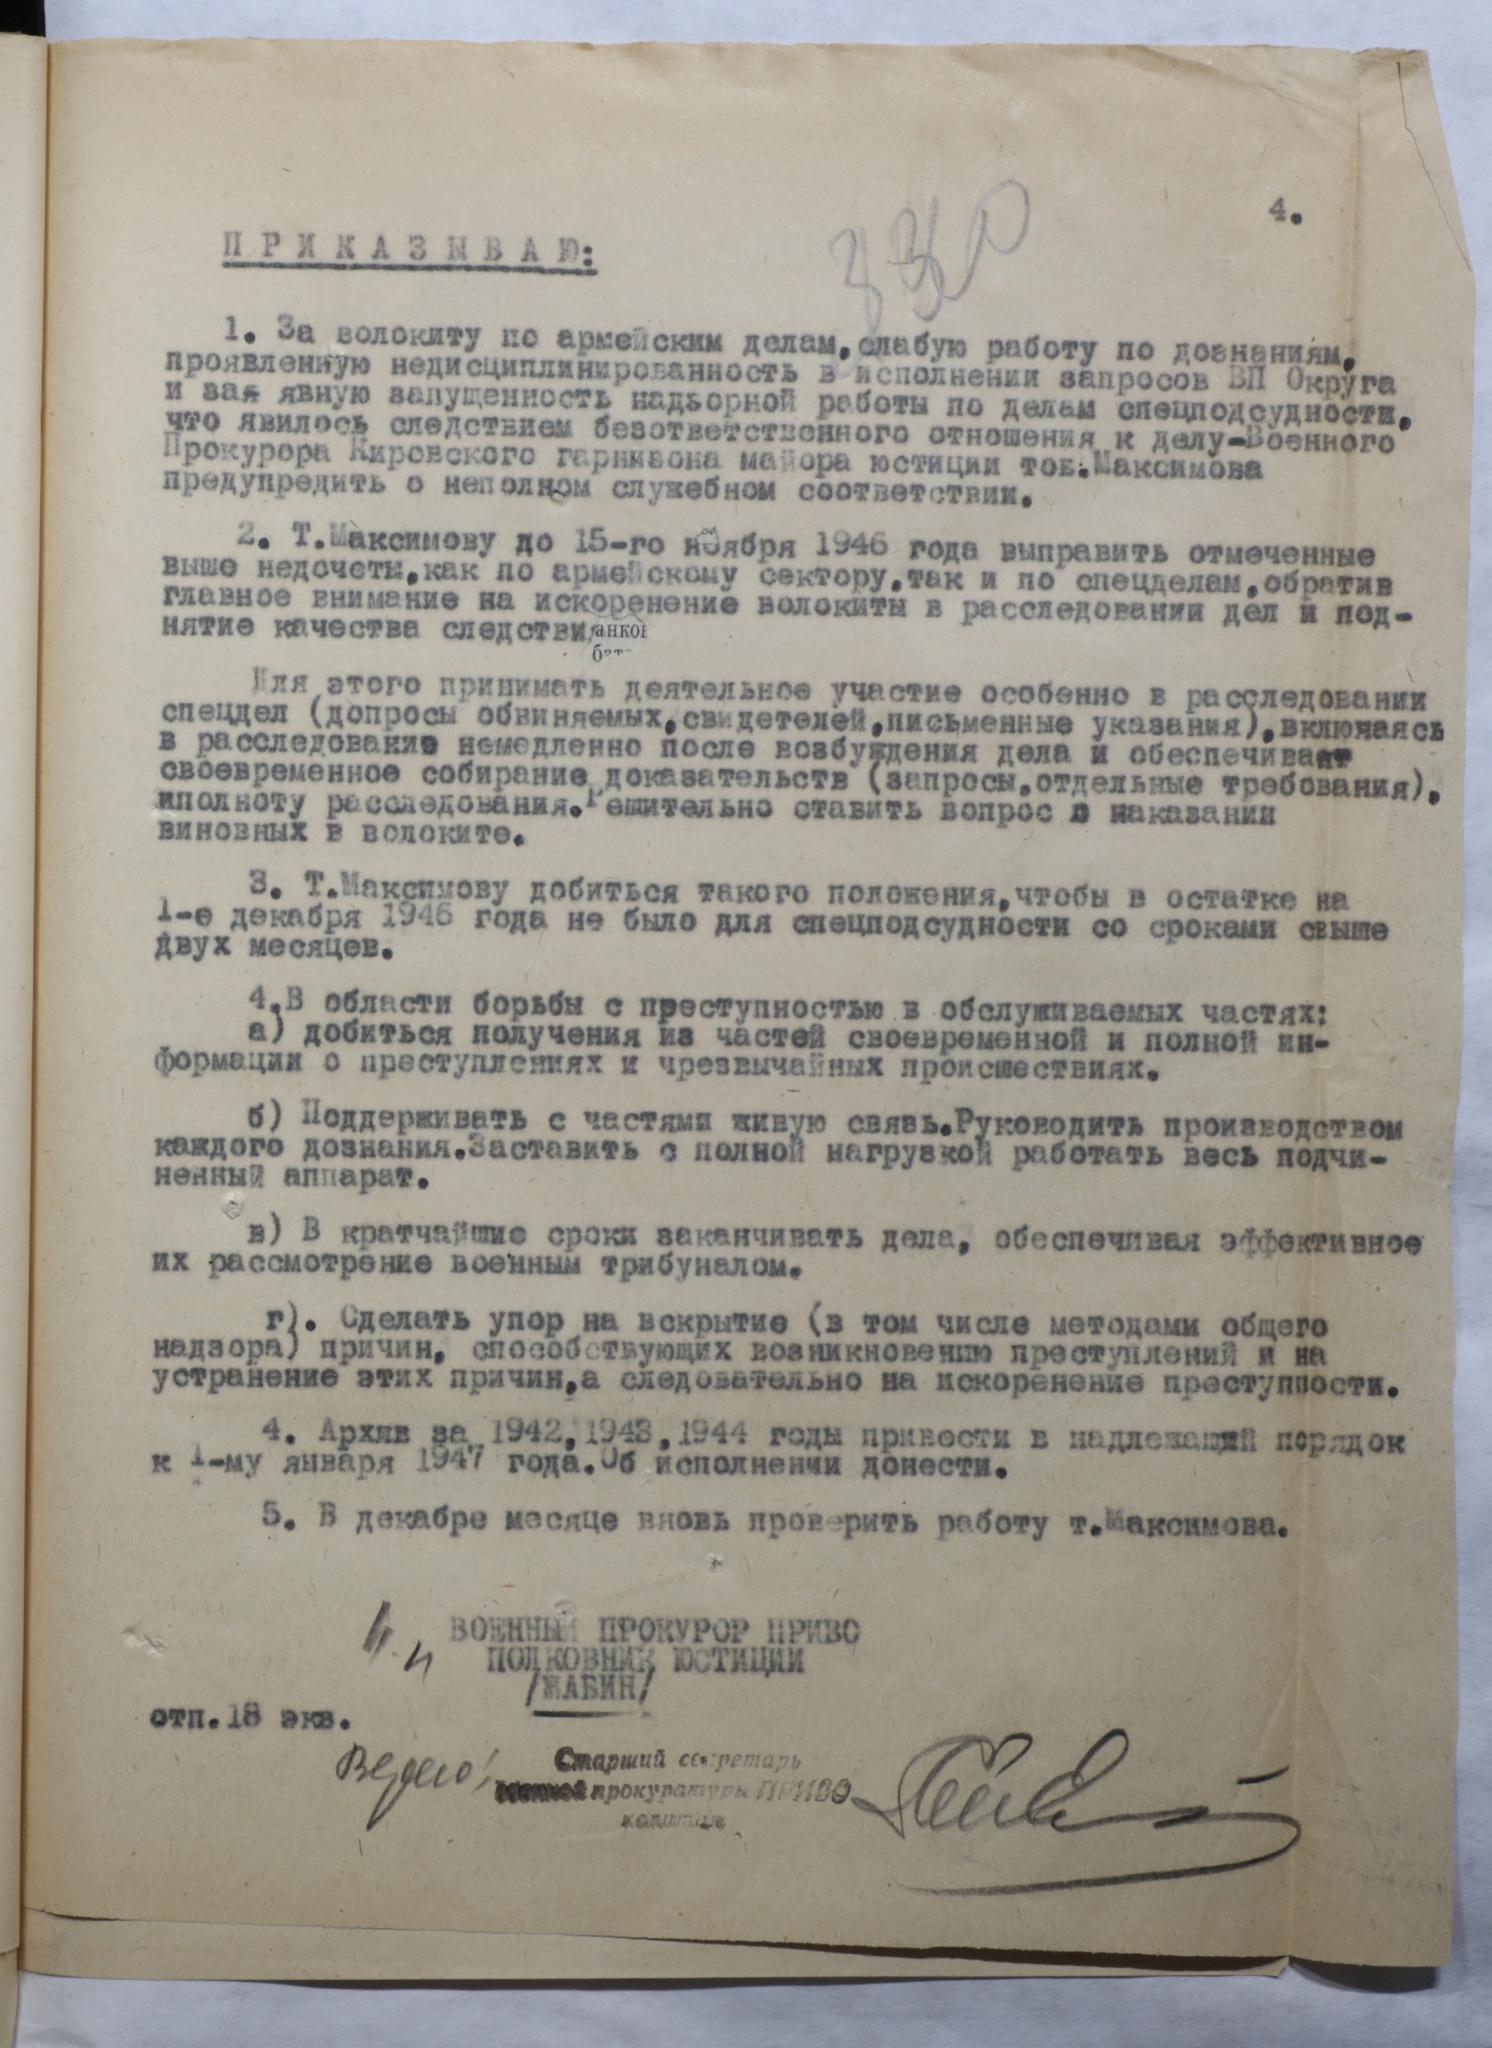 4.
330
ПРИКАЗЫВАЮ:
1. За волокиту по армейским делам, слабую работу по дознаниям,
проявленную недисциплинированность в исполнении запросов ВП Округа
и за явную запущенность надзорной работы по делам спецподсудности,
что явилось следствием безответственного отношения к делу-Военного
Прокурора Кировского гарнизона майора юстиции тов.Максимова
предупредить о неполном служебном соответствии.
2. Т.Максимову до 15-го ноября 1946 года выправить отмеченные
выше недочеты,как по армейскому сектору,так и по спецделам,обратив
главное внимание на искоренение волокиты в расследовании дел и под-
нятие качества следствия
Для этого принимать деятельное участие особенно в расследовании
спецдел (допросы обвиняемых,свидетелей,письменные указания),включаясь
в расследование немедленно после возбуждения дела и обеспечивает
своевременное собирание доказательств (запросы,отдельные требования),
иполноту расследования.Решительно ставить вопрос о наказании
виновных в волоките.
3. Т.Максимову добиться такого положения,чтобы в остатке на
1-е декабря 1946 года не было для спецподсудности со сроками свыше
двух месяцев.
4.В области борьбы с преступностью в обслуживаемых частях:
а) добиться получения из частей своевременной и полной ин-
формации о преступлениях и чрезвычайных происшествиях.
б) Поддерживать с частями живую связь.Руководить производством
каждого дознания.Заставить с полной нагрузкой работать весь подчи-
ненный аппарат.
в) В кратчайшие сроки заканчивать дела, обеспечивая эффективное
их рассмотрение военным трибуналом.
г). Сделать упор на вскрытие (в том числе методами общего
надзора) причин, способствующих возникновению преступлений и на
устранение этих причин,а следовательно на искоренение преступности.
4. Архив за 1942,1943,1944 годы привести в надлежащий порядок
к 1-му января 1947 года.Об исполнении донести.
5. В декабре месяце вновь проверить работу т.Максимова.
п.п ВОЕННЫЙ ПРОКУРОР ПРИВО
ПОЛКОВНИК ЮСТИЦИИ
/ЖАБИН/
отп.18 экз.
Верно:
Старший секретарь
военной прокуратуры ПРИВО
капитан